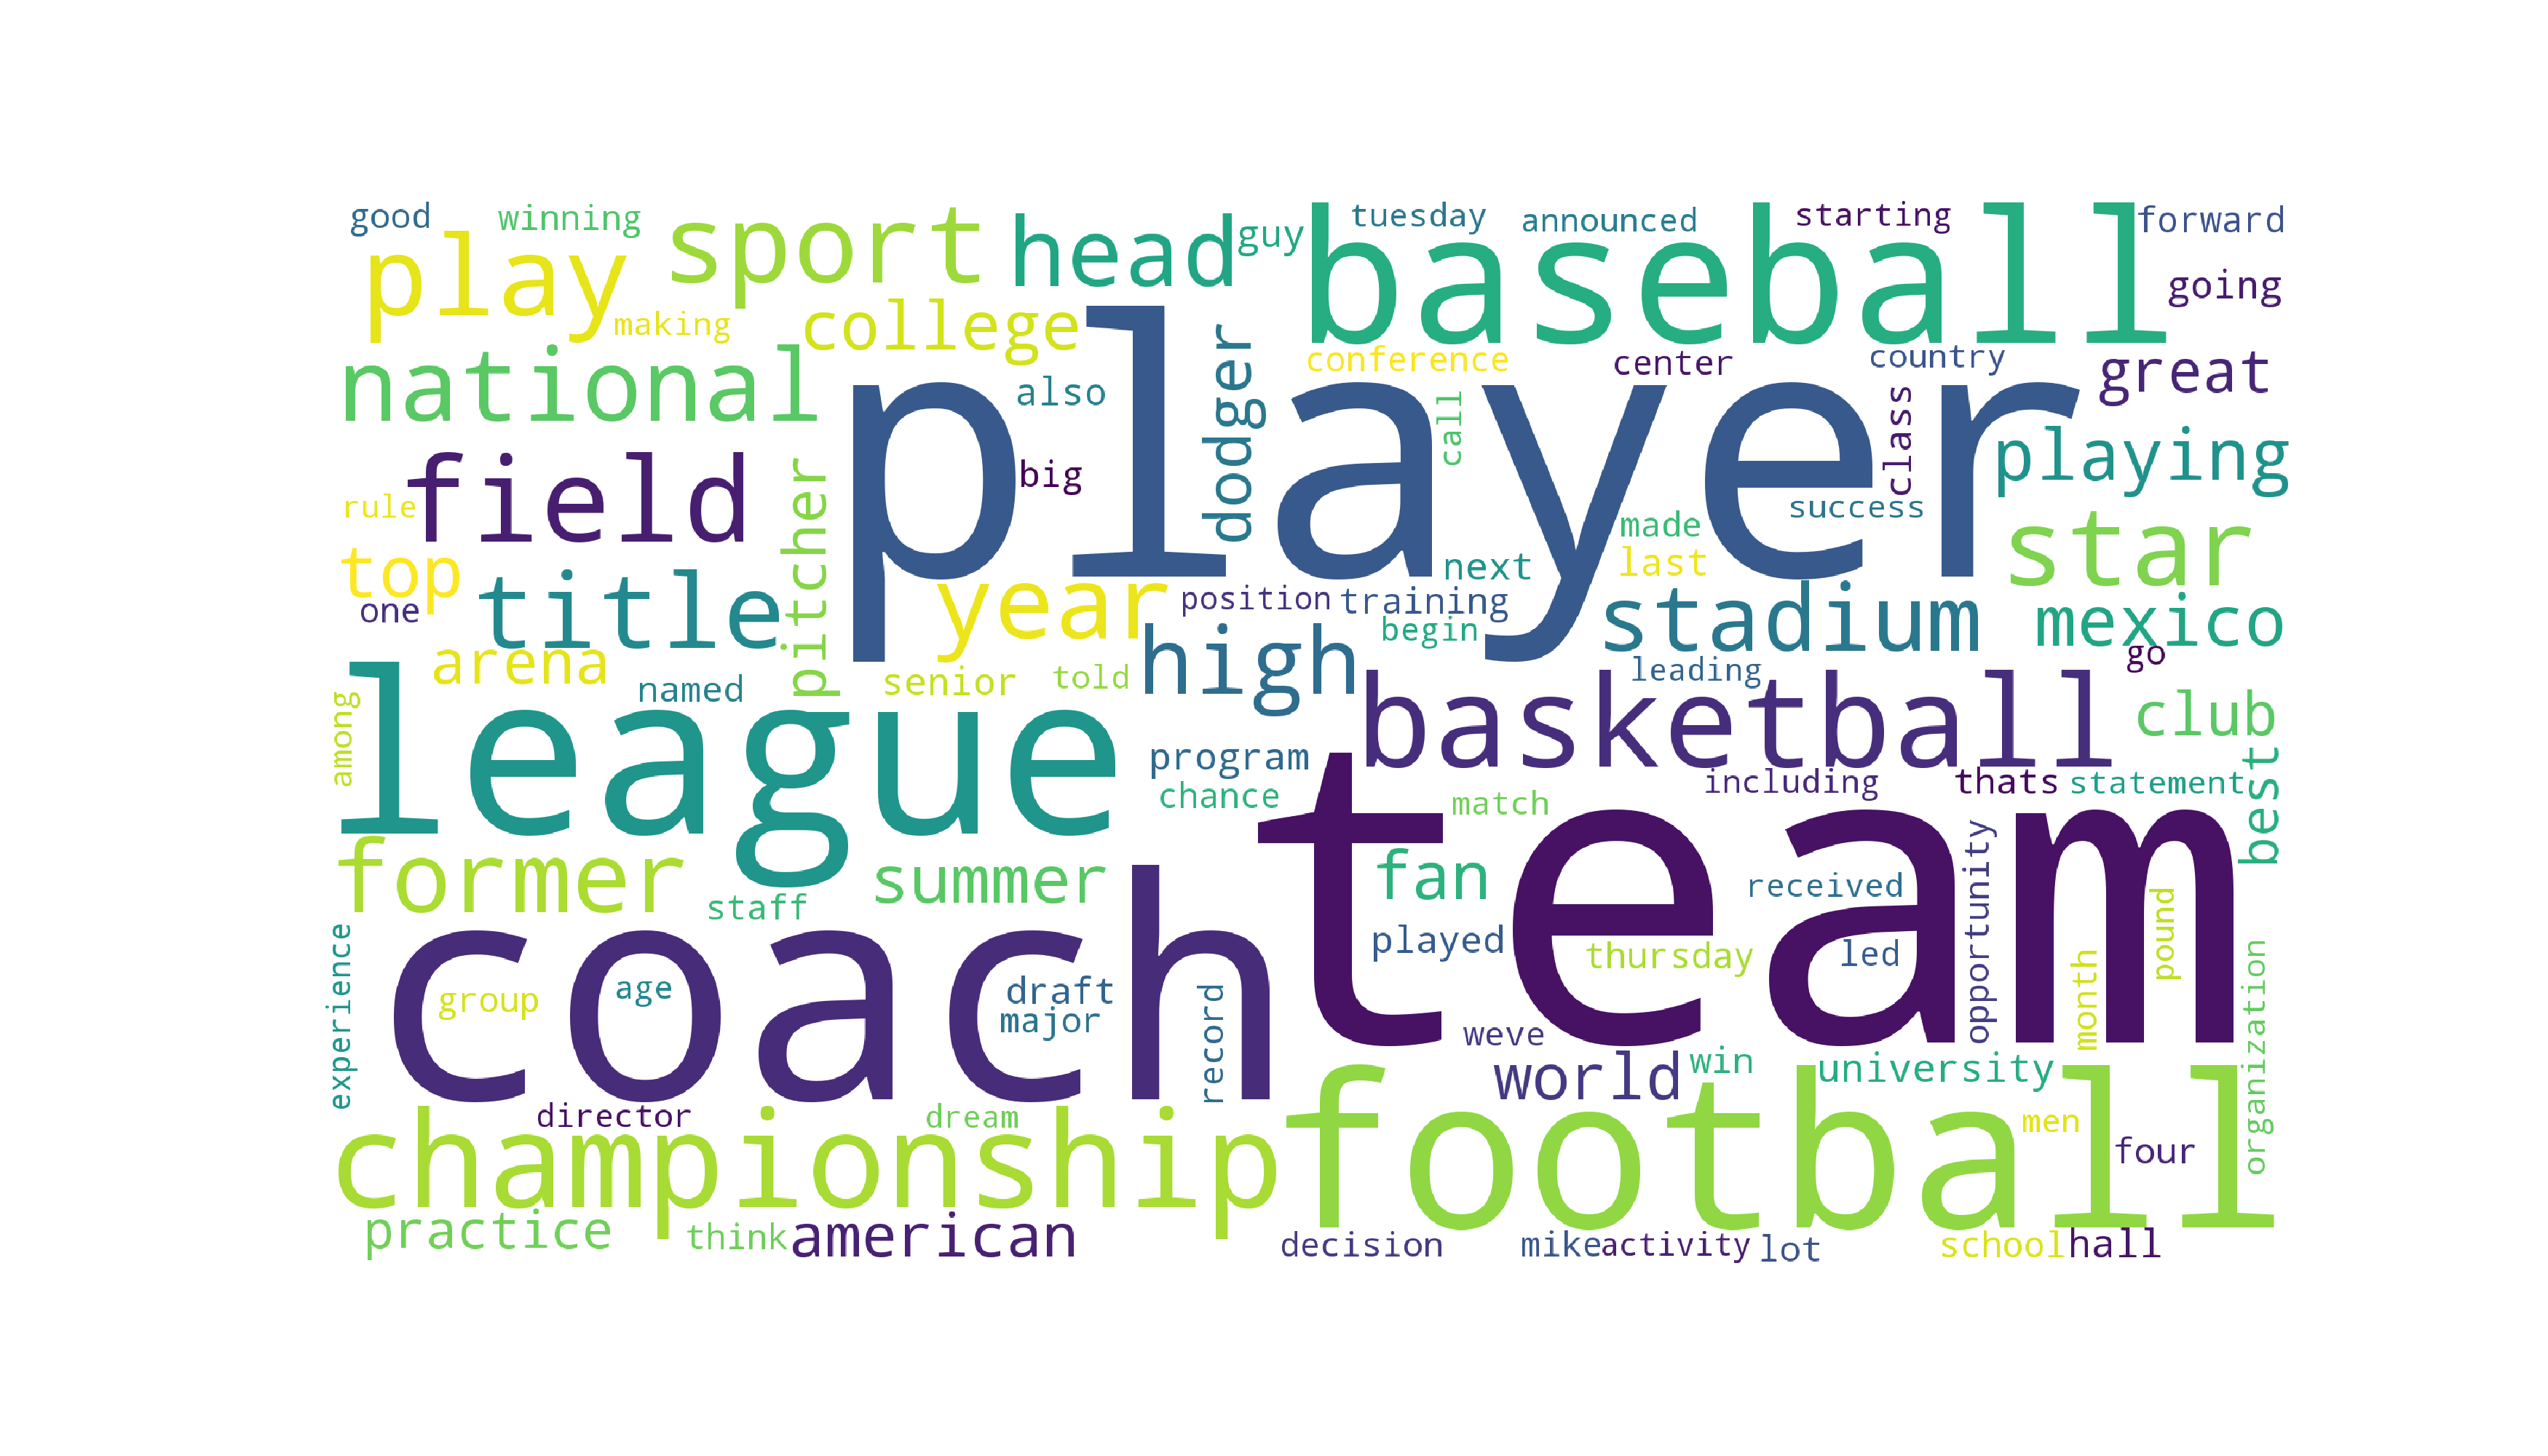 good
winning
sport
head
guy
baseball
tuesday
announced
starting
forward
play
going
making
college
dodger
conference
center
country
great
national
also
player
call
class
playing
field
big
pitcher
success
rule
made
star
top
title
year
next
last
one
position
training
stadium
mexico
arena
high
begin
go
named
senior
told
leading
among
league
basketball
club
program
chance
match
including
thats
statement
best
former
summer
team
fan
received
opportunity
staff
coach
played
thursday
led
pound
experience
group
age
draft
major
record
weve
month
organization
world
win
university
director
dream
championship
football
men
four
practice
think
american
decision
mike
activity
lot
school
hall